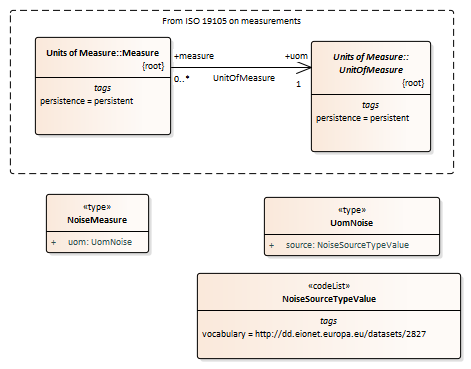 From ISO 19105 on measurements
Units of Measure::Measure
{root}
tags
persistence = persistent
+measure
+uom
0..*
UnitOfMeasure
1
Units of Measure::
UnitOfMeasure
{root}
tags
persistence = persistent
«type»
NoiseMeasure
+ uom: UomNoise
«type»
UomNoise
+ source: NoiseSourceTypeValue
«codeList»
NoiseSourceTypeValue
tags
vocabulary = http://dd.eionet.europa.eu/datasets/2827